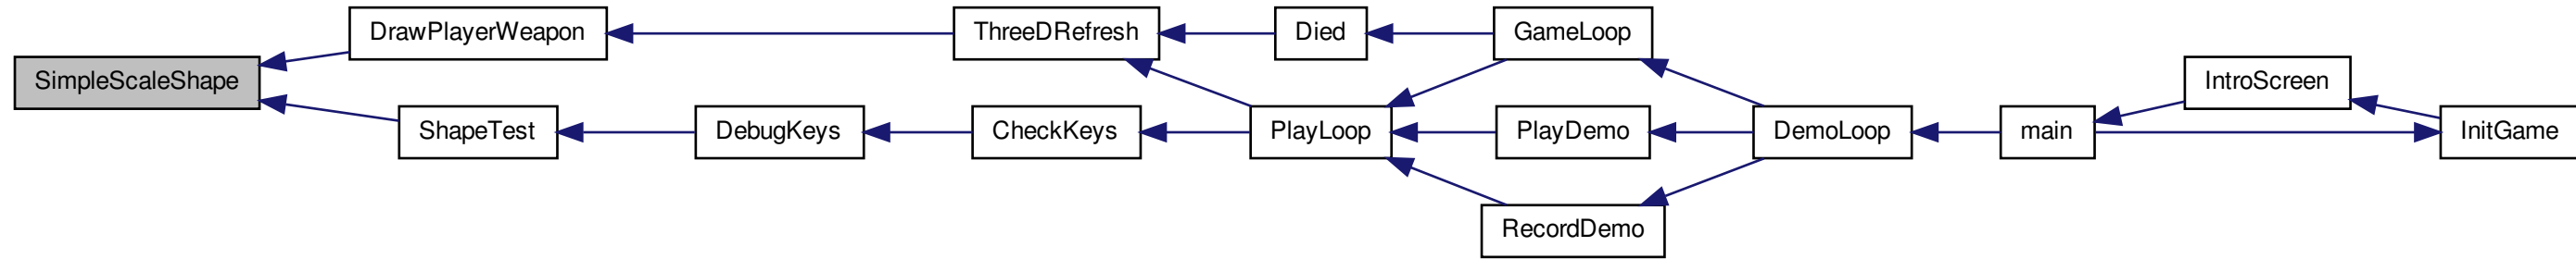 SimpleScaleShape
DrawPlayerWeapon
ThreeDRefresh
Died
GameLoop
ShapeTest
DebugKeys
CheckKeys
PlayLoop
PlayDemo
RecordDemo
DemoLoop
main
IntroScreen
InitGame